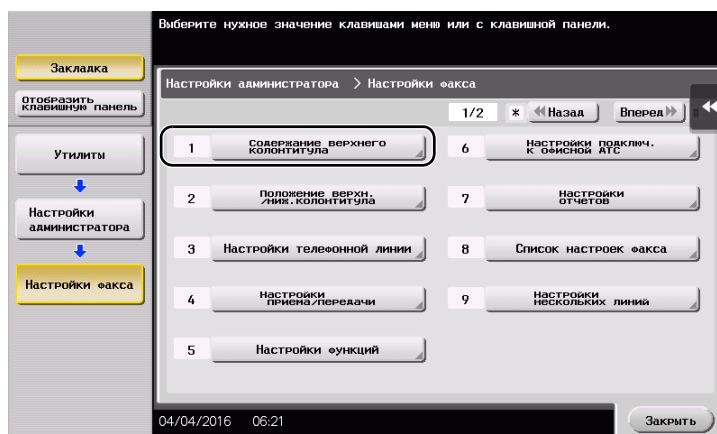 Выберите нужное значение клавишами меню или с клавишной панели.
Закладка
Отобразить
клавишную панель
Утилиты
Настройки
администратора
Настройки факса
Настройки администратора > Настройки факса
1/2 * Назад Вперед
1 Содержание верхнего
колонтитула
2 Положение верхн.
/ниж.колонтитула
3 Настройки телефонной линии
4 Настройки
приема/передачи
5 Настройки функций
6 Настройки подключ.
к офисной АТС
7 Настройки
отчетов
8 Список настроек факса
9 Настройки
нескольких линий
04/04/2016 06:21
Закрыть